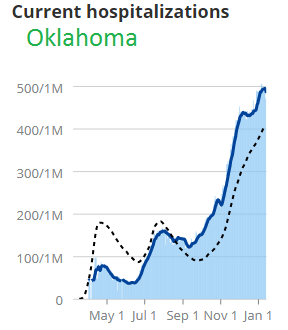 Current hospitalizations
Oklahoma
500/1M
400/1M
300/1M
200/1M
100/1M
0
May 1 Jul 1 Sep 1 Nov 1 Jan 1